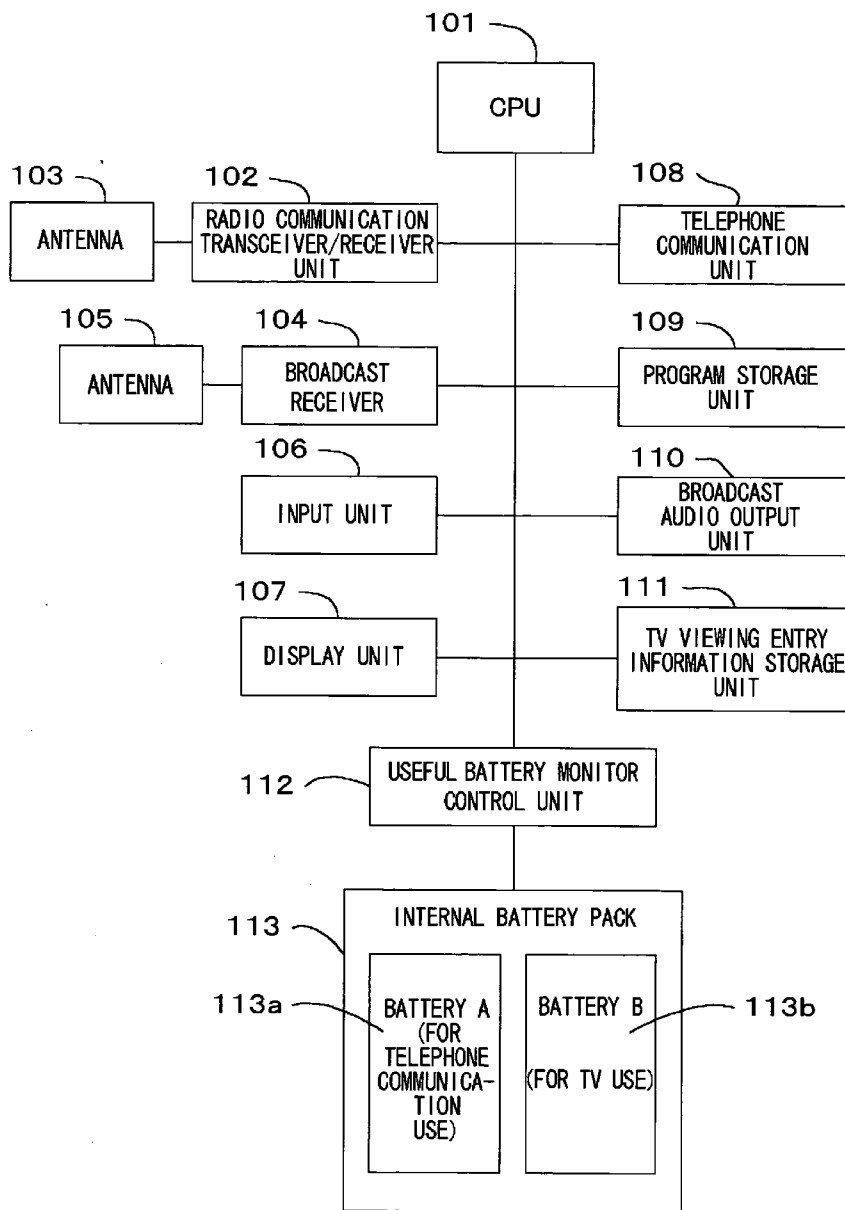 101
CPU
103
102
108
ANTENNA
RADIO COMMUNICATION
TRANSCEIVER/RECEIVER
UNIT
TELEPHONE
COMMUNICATION
UNIT
105
104
109
ANTENNA
BROADCAST
RECEIVER
PROGRAM STORAGE
UNIT
106
110
INPUT UNIT
BROADCAST
AUDIO OUTPUT
UNIT
107
111
DISPLAY UNIT
TV VIEWING ENTRY
INFORMATION STORAGE
UNIT
112
USEFUL BATTERY MONITOR
CONTROL UNIT
113
INTERNAL BATTERY PACK
113a
BATTERY A
(FOR
TELEPHONE
COMMUNICA-
TION
USE)
BATTERY B
(FOR TV USE)
113b